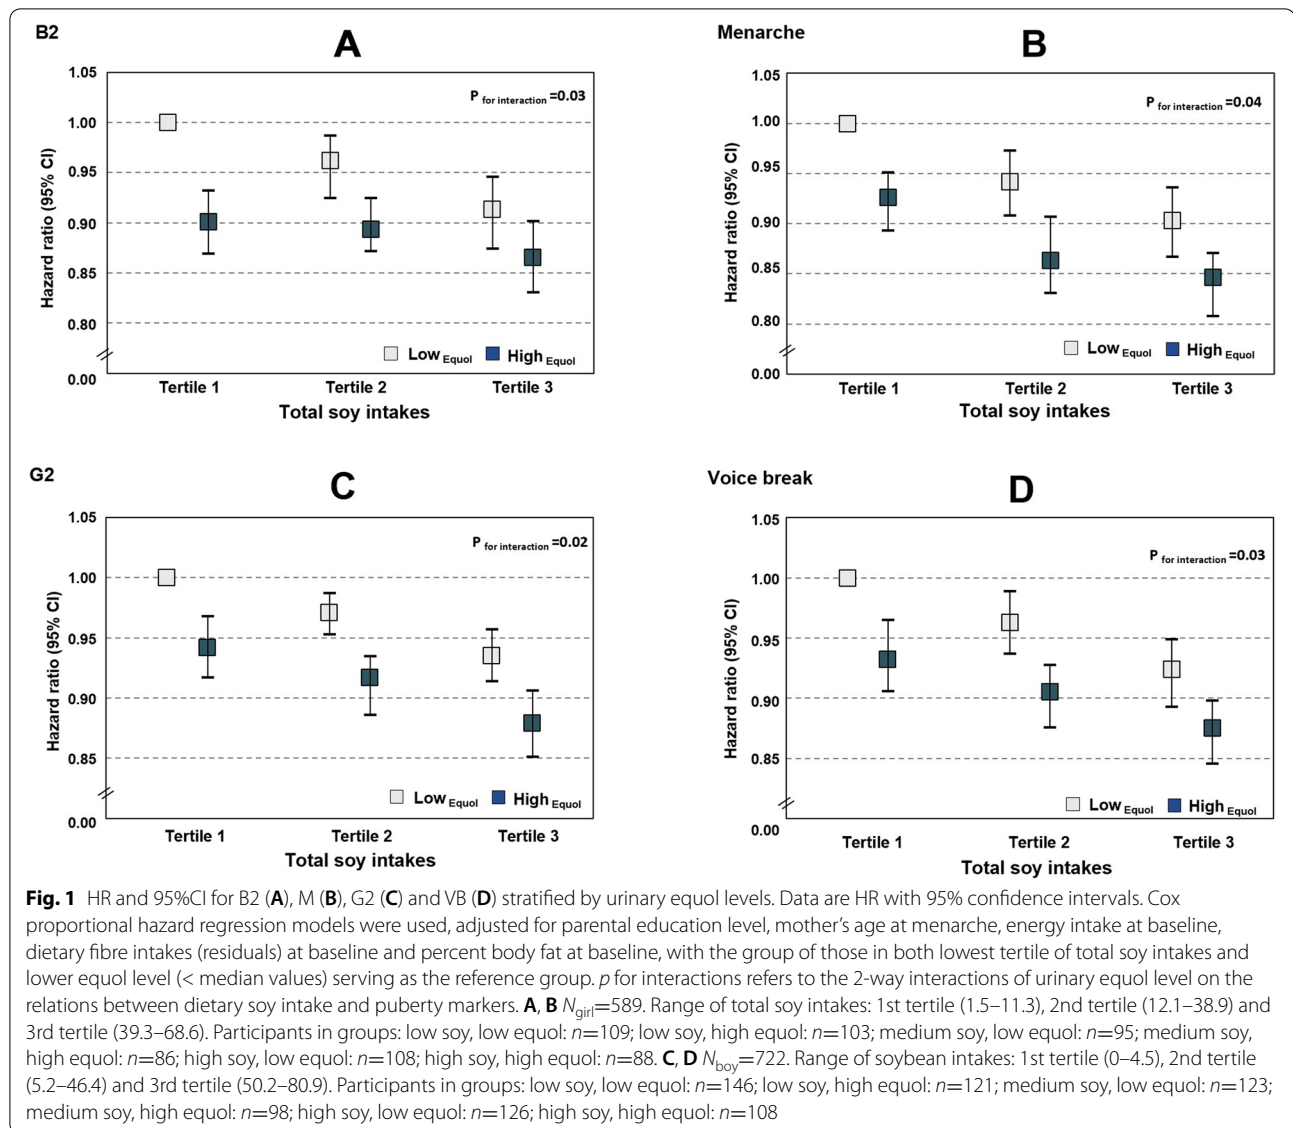 B2
A
1.05
1.00
0.95
0.90
0.85
0.80
0.00
Hazard ratio (95% CI)
P for interaction =0.03
Low Equol High Equol
Tertile 1 Tertile 2 Tertile 3
Total soy intakes
Menarche
B
1.05
1.00
0.95
0.90
0.85
0.80
0.00
Hazard ratio (95% CI)
P for interaction =0.04
Low Equol High Equol
Tertile 1 Tertile 2 Tertile 3
Total soy intakes
G2
C
1.05
1.00
0.95
0.90
0.85
0.00
Hazard ratio (95% CI)
P for interaction =0.02
Low Equol High Equol
Tertile 1 Tertile 2 Tertile 3
Total soy intakes
Voice break
D
1.05
1.00
0.95
0.90
0.85
0.00
Hazard ratio (95% CI)
P for interaction =0.03
Low Equol High Equol
Tertile 1 Tertile 2 Tertile 3
Total soy intakes
Fig. 1 HR and 95%CI for B2 (A), M (B), G2 (C) and VB (D) stratified by urinary equol levels. Data are HR with 95% confidence intervals. Cox
proportional hazard regression models were used, adjusted for parental education level, mother's age at menarche, energy intake at baseline,
dietary fibre intakes (residuals) at baseline and percent body fat at baseline, with the group of those in both lowest tertile of total soy intakes and
lower equol level (< median values) serving as the reference group. p for interactions refers to the 2-way interactions of urinary equol level on the
relations between dietary soy intake and puberty markers. A, B Ngirl=589. Range of total soy intakes: 1st tertile (1.5–11.3), 2nd tertile (12.1–38.9) and
3rd tertile (39.3–68.6). Participants in groups: low soy, low equol: n=109; low soy, high equol: n=103; medium soy, low equol: n=95; medium soy,
high equol: n=86; high soy, low equol: n=108; high soy, high equol: n=88. C, D Nboy=722. Range of soybean intakes: 1st tertile (0–4.5), 2nd tertile
(5.2–46.4) and 3rd tertile (50.2–80.9). Participants in groups: low soy, low equol: n=146; low soy, high equol: n=121; medium soy, low equol: n=123;
medium soy, high equol: n=98; high soy, low equol: n=126; high soy, high equol: n=108